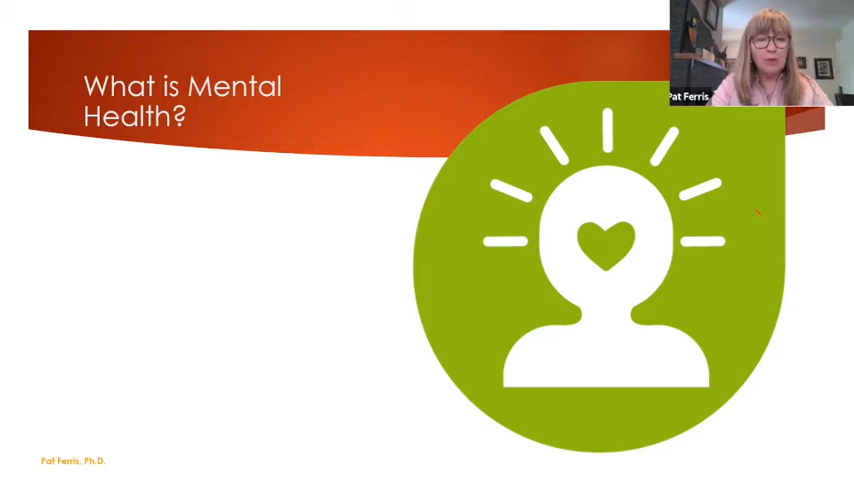 What is Mental
Health?
Pat Ferris
Pat Ferris, Ph.D.